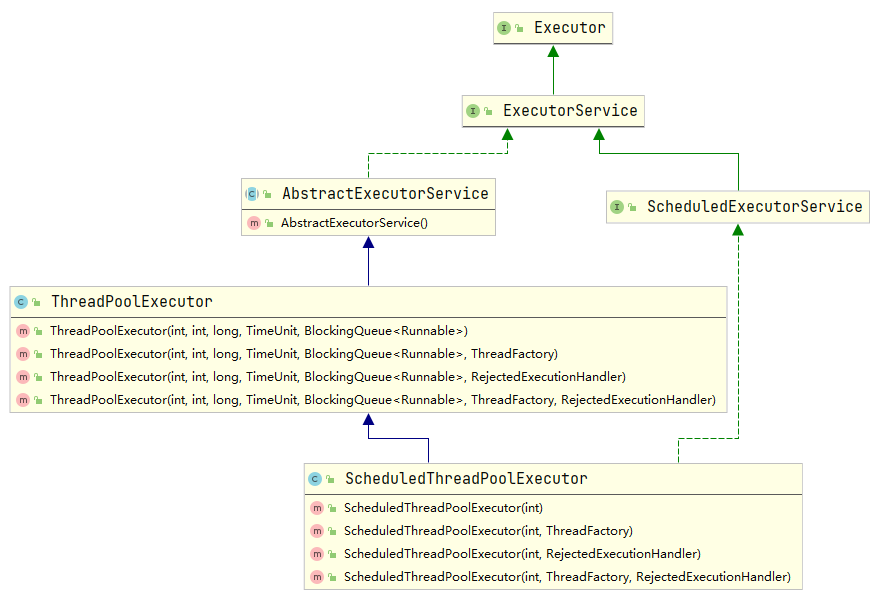 Executor
ExecutorService
AbstractExecutorService
AbstractExecutorService()
ScheduledExecutorService
ThreadPoolExecutor
ThreadPoolExecutor(int, int, long, TimeUnit, BlockingQueue<Runnable>)
ThreadPoolExecutor(int, int, long, TimeUnit, BlockingQueue<Runnable>, ThreadFactory)
ThreadPoolExecutor(int, int, long, TimeUnit, BlockingQueue<Runnable>, RejectedExecutionHandler)
ThreadPoolExecutor(int, int, long, TimeUnit, BlockingQueue<Runnable>, ThreadFactory, RejectedExecutionHandler)
ScheduledThreadPoolExecutor
ScheduledThreadPoolExecutor(int)
ScheduledThreadPoolExecutor(int, ThreadFactory)
ScheduledThreadPoolExecutor(int, RejectedExecutionHandler)
ScheduledThreadPoolExecutor(int, ThreadFactory, RejectedExecutionHandler)